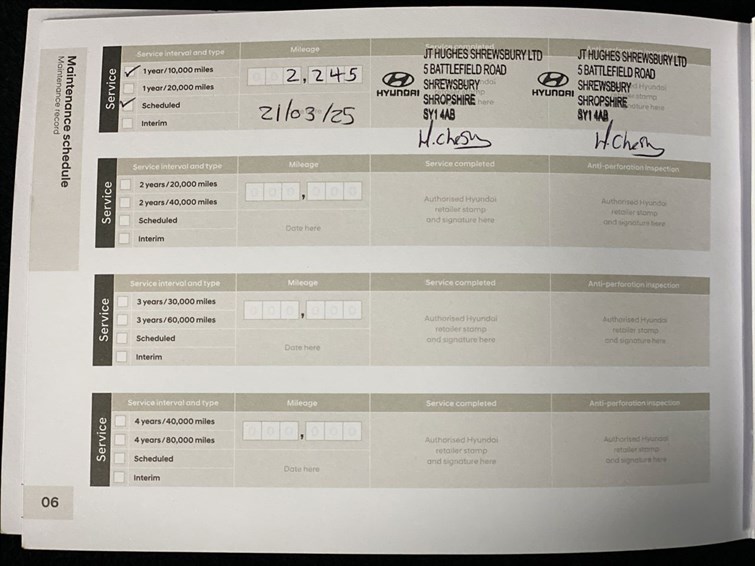 Maintenance schedule
Maintenance record
Service
Service interval and type
Mileage
1 year/10,000 miles
1 year/20,000 miles
Scheduled
Interim
2,245
21/03/25
HYUNDAI
JT HUGHES SHREWSBURY LTD
5 BATTLEFIELD ROAD
SHREWSBURY
SHROPSHIRE
SY1 4AB
HYUNDAI
JT HUGHES SHREWSBURY LTD
5 BATTLEFIELD ROAD
SHREWSBURY
SHROPSHIRE
SY1 4AB
Service
Service interval and type
Mileage
Service completed
Anti-perforation inspection
2 years/20,000 miles
2 years/40,000 miles
Scheduled
Interim
000,000
Date here
Authorised Hyundai
retailer stamp
and signature here
Authorised Hyundai
retailer stamp
and signature here
Service
Service interval and type
Mileage
Service completed
Anti-perforation inspection
3 years/30,000 miles
3 years/60,000 miles
Scheduled
Interim
000,000
Date here
Authorised Hyundai
retailer stamp
and signature here
Authorised Hyundai
retailer stamp
and signature here
Service
Service interval and type
Mileage
Service completed
Anti-perforation inspection
4 years/40,000 miles
4 years/80,000 miles
Scheduled
Interim
000,000
Date here
Authorised Hyundai
retailer stamp
and signature here
Authorised Hyundai
retailer stamp
and signature here
06